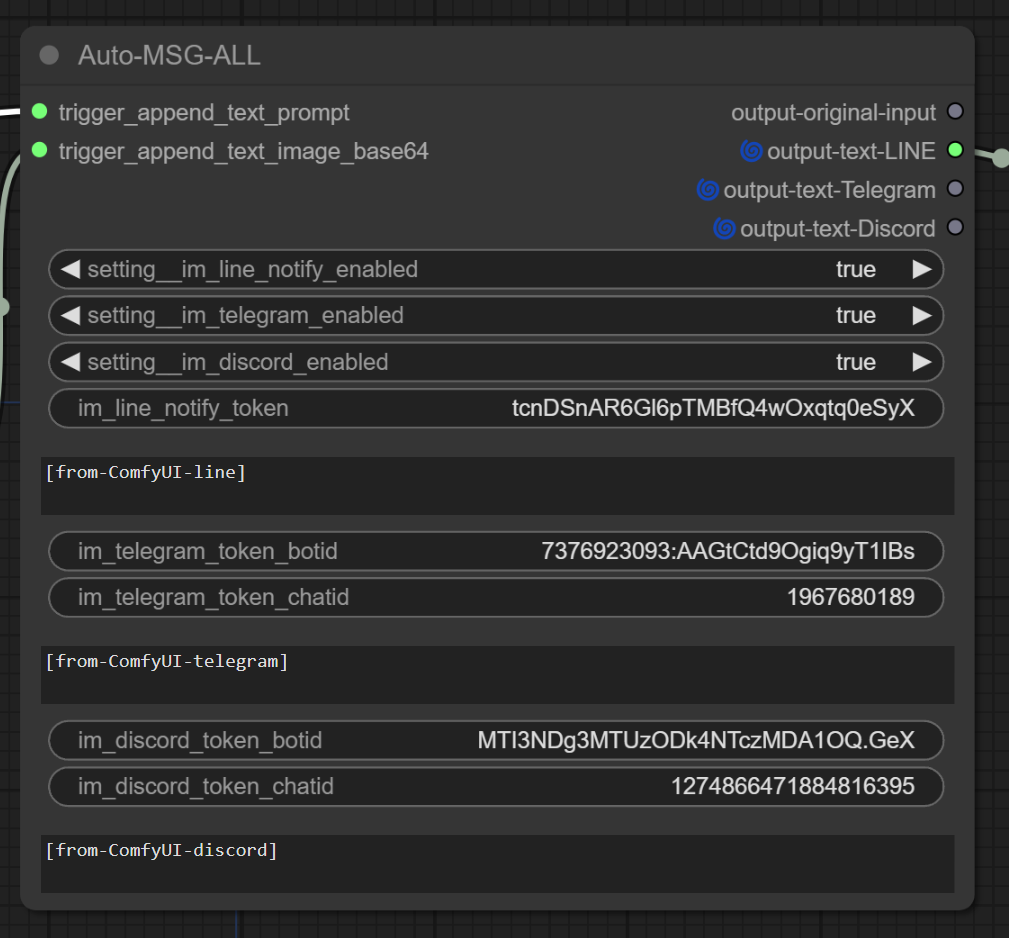 Auto-MSG-ALL
trigger_append_text_prompt
output-original-input
trigger_append_text_image_base64
output-text-LINE
output-text-Telegram
output-text-Discord
setting__im_line_notify_enabled true
setting__im_telegram_enabled true
setting__im_discord_enabled true
im_line_notify_token tcnDSnAR6Gl6pTMBfQ4wOxqtq0eSyX
[from-ComfyUI-line]
im_telegram_token_botid 7376923093:AAGtCtd9Ogiq9yT1IBs
im_telegram_token_chatid 1967680189
[from-ComfyUI-telegram]
im_discord_token_botid MTI3NDg3MTUzODk4NTczMDA1OQ.GeX
im_discord_token_chatid 1274866471884816395
[from-ComfyUI-discord]